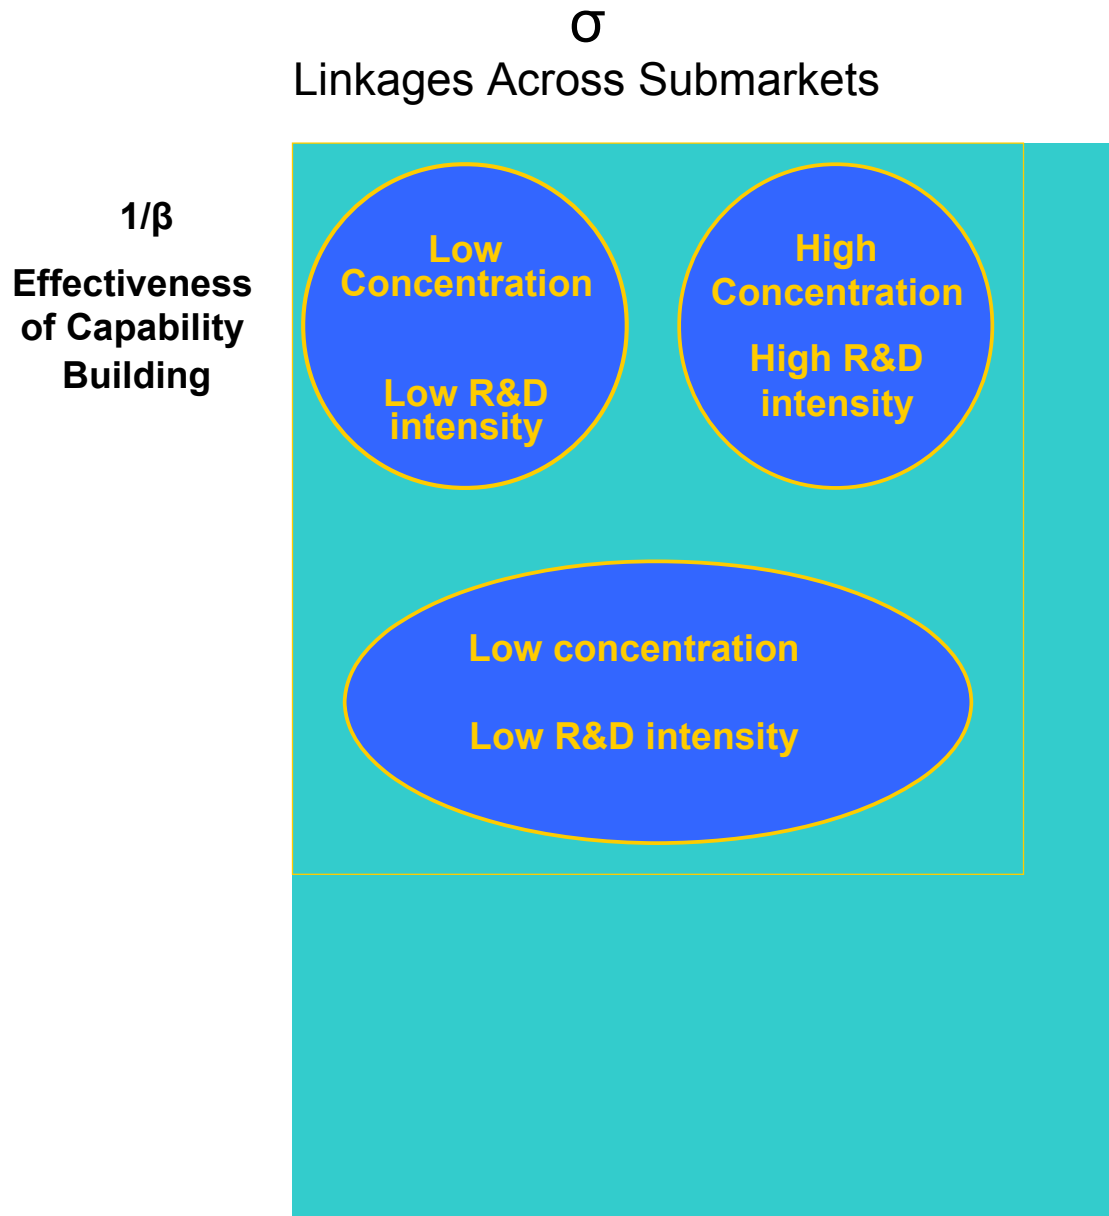 σ
Linkages Across Submarkets
1/β
Effectiveness
of Capability
Building
Low
Concentration
Low R&D
intensity
High
Concentration
High R&D
intensity
Low concentration
Low R&D intensity